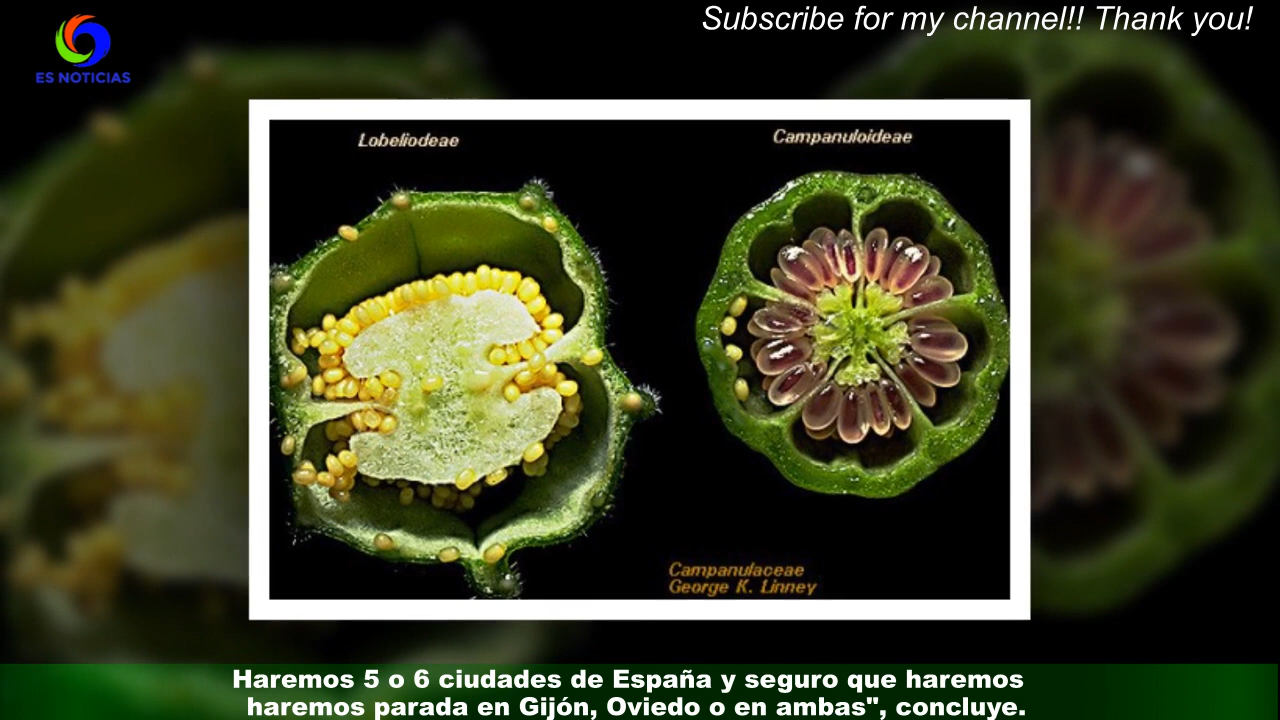 Subscribe for my channel!! Thank you!
ES NOTICIAS
Lobeliodeae
Campanuloideae
Campanulaceae
George K. Linney
Haremos 5 o 6 ciudades de España y seguro que haremos
haremos parada en Gijón, Oviedo o en ambas", concluye.